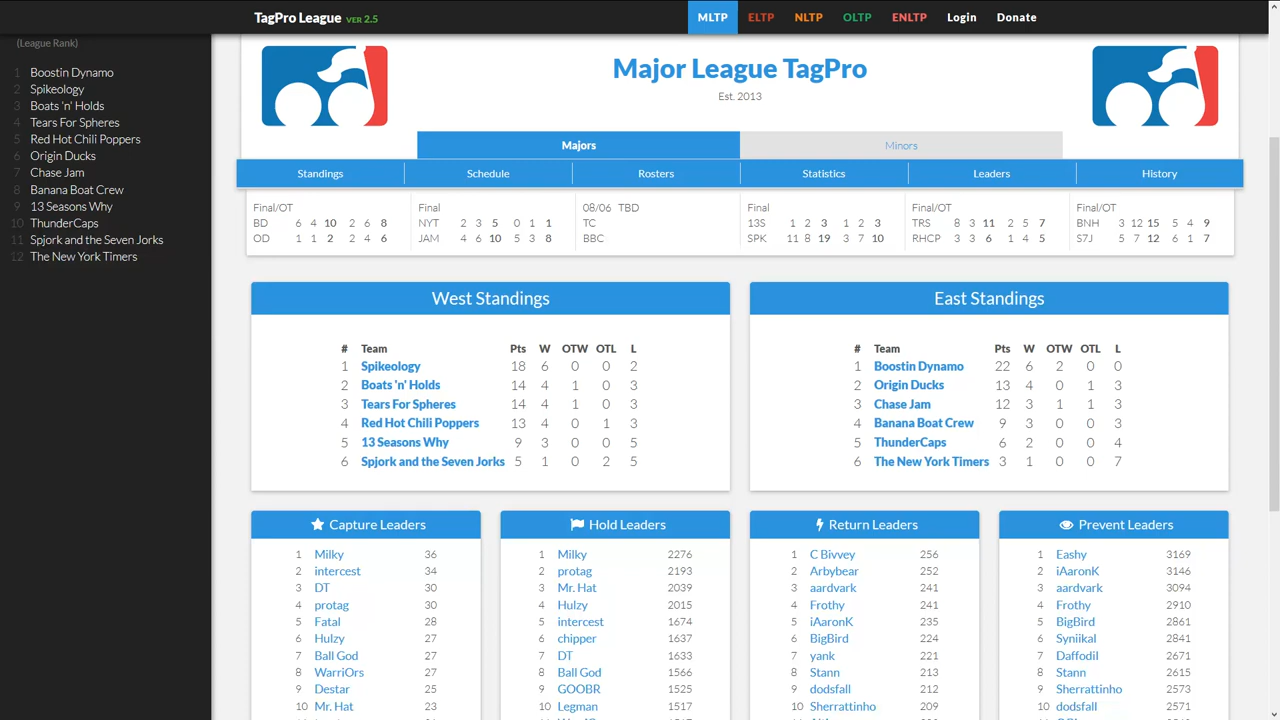 TagPro League VER 2.5
MLTP ELTP NLTP OLTP ENLTP Login Donate
(League Rank)
1 Boostin Dynamo
2 Spikeology
3 Boats 'n' Holds
4 Tears For Spheres
5 Red Hot Chili Poppers
6 Origin Ducks
7 Chase Jam
8 Banana Boat Crew
9 13 Seasons Why
10 ThunderCaps
11 Spjork and the Seven Jorks
12 The New York Timers
Major League TagPro
Est. 2013
Majors Minors
Standings Schedule Rosters Statistics Leaders History
Final/OT
BD 6 4 10 2 6 8
OD 1 1 2 2 4 6
Final
NYT 2 3 5 0 1 1
JAM 4 6 10 5 3 8
08/06 TBD
TC
BBC
Final
13S 1 2 3 1 2 3
SPK 11 8 19 3 7 10
Final/OT
TRS 8 3 11 2 5 7
RHCP 3 3 6 1 4 5
Final/OT
BNH 3 12 15 5 4 9
S7J 5 7 12 6 1 7
West Standings
# Team Pts W OTW OTL L
1 Spikeology 18 6 0 0 2
2 Boats 'n' Holds 14 4 1 0 3
3 Tears For Spheres 14 4 1 0 3
4 Red Hot Chili Poppers 13 4 0 1 3
5 13 Seasons Why 9 3 0 0 5
6 Spjork and the Seven Jorks 5 1 0 2 5
East Standings
# Team Pts W OTW OTL L
1 Boostin Dynamo 22 6 2 0 0
2 Origin Ducks 13 4 0 1 3
3 Chase Jam 12 3 1 1 3
4 Banana Boat Crew 9 3 0 0 3
5 ThunderCaps 6 2 0 0 4
6 The New York Timers 3 1 0 0 7
Capture Leaders
1 Milky 36
2 intercest 34
3 DT 30
4 protag 30
5 Fatal 28
6 Hulzy 27
7 Ball God 27
8 WarriOrs 27
9 Destar 25
10 Mr. Hat 23
Hold Leaders
1 Milky 2276
2 protag 2193
3 Mr. Hat 2039
4 Hulzy 2015
5 intercest 1674
6 chipper 1637
7 DT 1633
8 Ball God 1566
9 GOOBR 1525
10 Legman 1517
Return Leaders
1 C Bivvey 256
2 Arbybear 252
3 aardvark 241
4 Frothy 241
5 iAaronK 235
6 BigBird 224
7 yank 221
8 Stann 213
9 dodsfall 212
10 Sherrattinho 209
Prevent Leaders
1 Eashy 3169
2 iAaronK 3146
3 aardvark 3094
4 Frothy 2910
5 BigBird 2861
6 Syniikal 2841
7 Daffodil 2671
8 Stann 2615
9 Sherrattinho 2573
10 dodsfall 2571